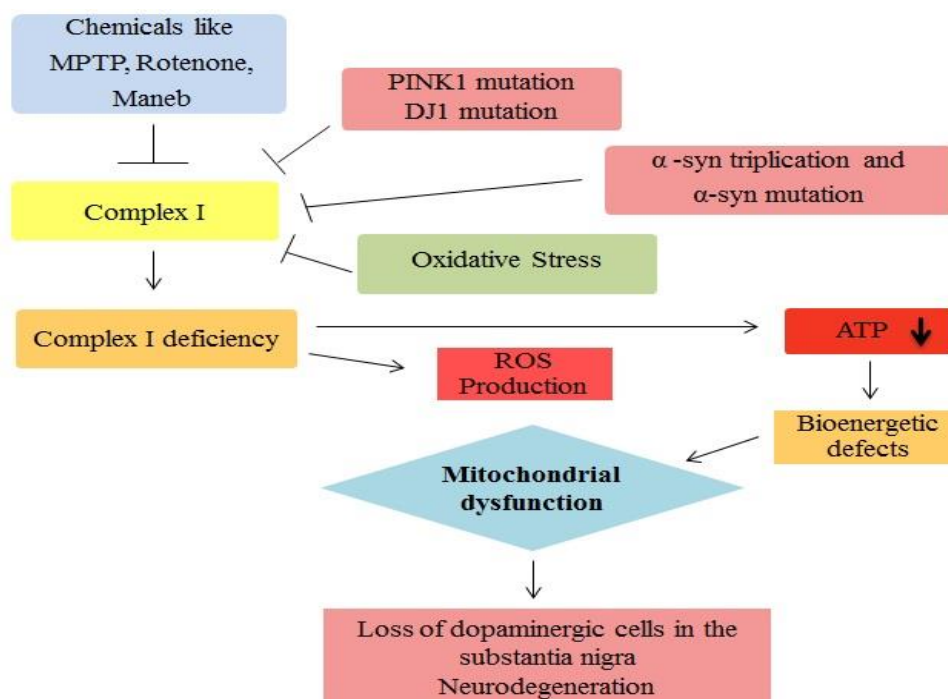 Chemicals like
MPTP, Rotenone,
Maneb
PINK1 mutation
DJ1 mutation
α -syn triplication and
α-syn mutation
Complex I
Oxidative Stress
Complex I deficiency
ATP
ROS
Production
Bioenergetic
defects
Mitochondrial
dysfunction
Loss of dopaminergic cells in the
substantia nigra
Neurodegeneration